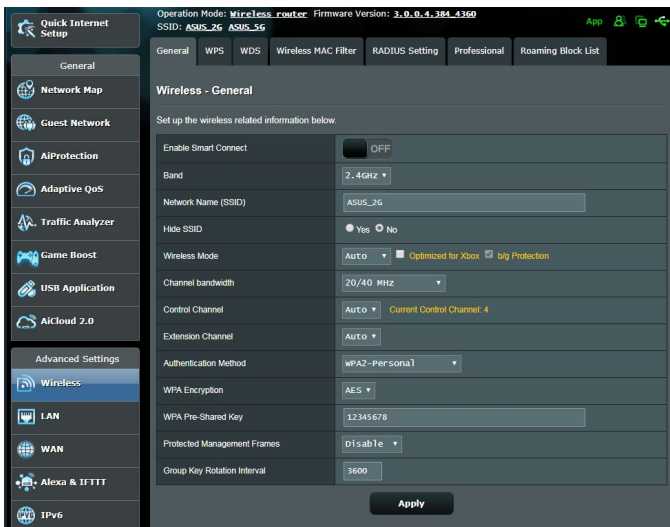 Quick Internet
Setup
Operation Mode: Wireless router Firmware Version: 3.0.0.4.384_4360
SSID: ASUS_2G ASUS_5G
App
General WPS WDS Wireless MAC Filter RADIUS Setting Professional Roaming Block List
General
Network Map
Guest Network
AiProtection
Adaptive QoS
Traffic Analyzer
Game Boost
USB Application
AiCloud 2.0
Advanced Settings
Wireless
LAN
WAN
Alexa & IFTTT
IPv6
Wireless - General
Set up the wireless related information below.
Enable Smart Connect OFF
Band 2.4GHz
Network Name (SSID) ASUS_2G
Hide SSID Yes No
Wireless Mode Auto Optimized for Xbox b/g Protection
Channel bandwidth 20/40 MHz
Control Channel Auto Current Control Channel: 4
Extension Channel Auto
Authentication Method WPA2-Personal
WPA Encryption AES
WPA Pre-Shared Key 12345678
Protected Management Frames Disable
Group Key Rotation Interval 3600
Apply